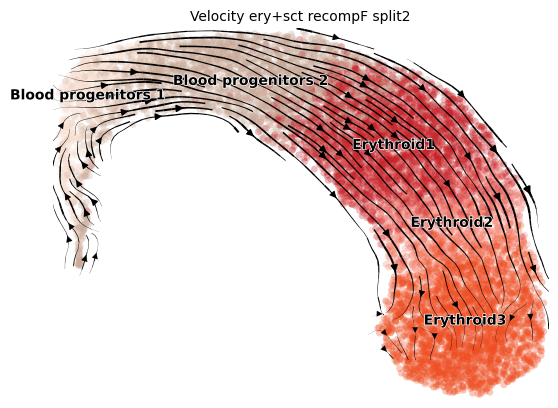 Velocity ery+sct recompF split2
Blood progenitors 2
Blood progenitors 1
Erythroid1
Erythroid2
Erythroid3